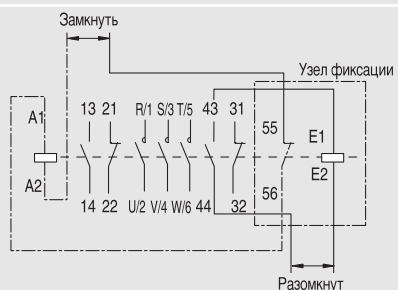 Замкнуть
Узел фиксации
A1 13 21 R/1 S/3 T/5 43 31 55 E1
A2 14 22 U/2 V/4 W/6 44 32 56 E2
Разомкнут